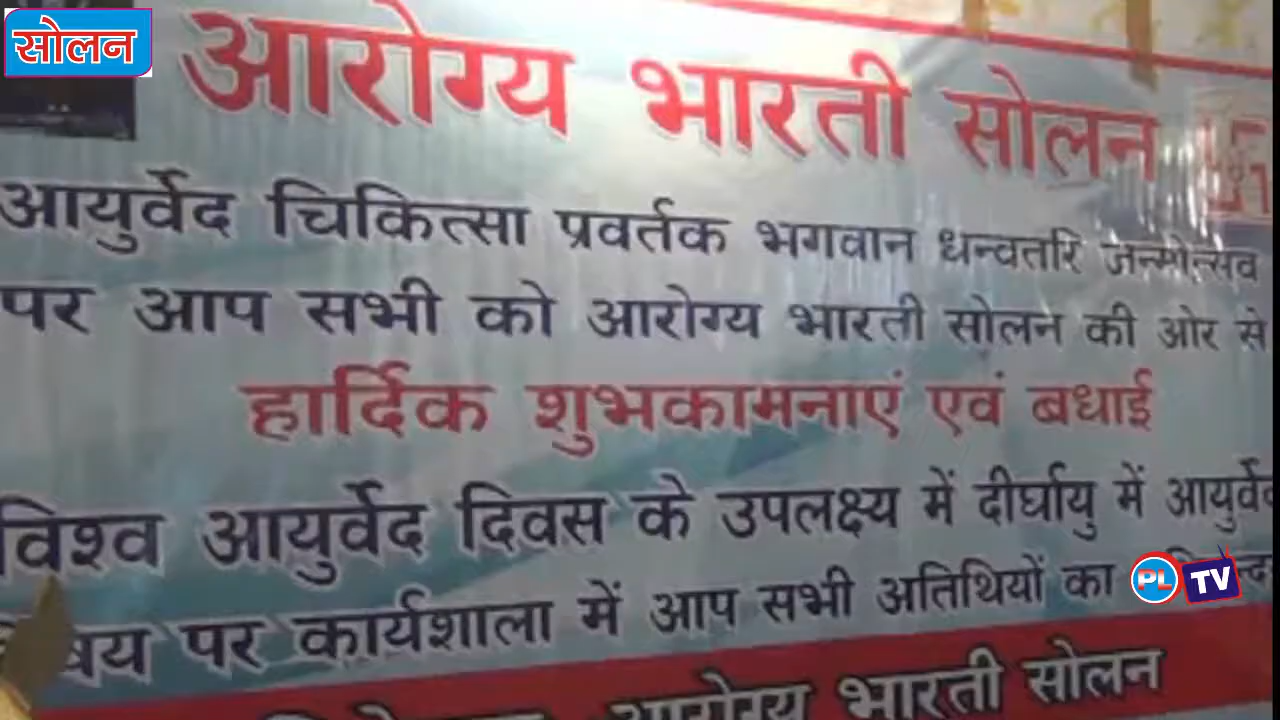 सोलन
आरोग्य भारती सोलन
आयुर्वेद चिकित्सा प्रवर्तक भगवान धन्वतरि जन्मोत्सव
पर आप सभी को आरोग्य भारती सोलन की ओर से
हार्दिक शुभकामनाएं एवं बधाई
विश्व आयुर्वेद दिवस के उपलक्ष्य में दीर्घायु में आयुर्वेद
पर कार्यशाला में आप सभी अतिथियों का
PL TV
आरोग्य भारती सोलन